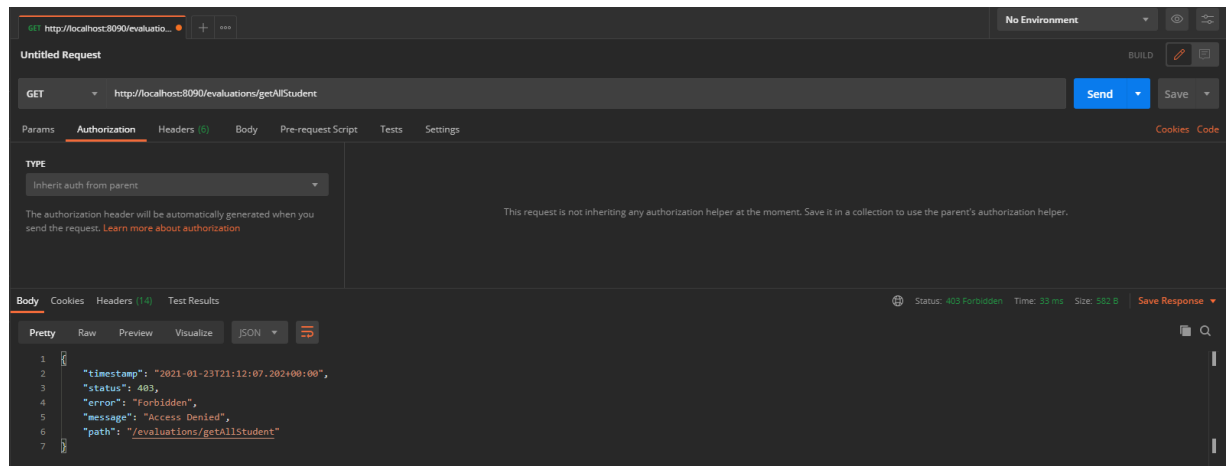 GET http://localhost:8090/evaluatio...
No Environment
Untitled Request
BUILD
GET http://localhost:8090/evaluations/getAllStudent Send Save
Params Authorization Headers (6) Body Pre-request Script Tests Settings Cookies Code
TYPE
Inherit auth from parent
The authorization header will be automatically generated when you
send the request. Learn more about authorization
This request is not inheriting any authorization helper at the moment. Save it in a collection to use the parent's authorization helper.
Body Cookies Headers (14) Test Results Status: 403 Forbidden Time: 33 ms Size: 582 B Save Response
Pretty Raw Preview Visualize JSON
1 {
2 "timestamp": "2021-01-23T21:12:07.202+00:00",
3 "status": 403,
4 "error": "Forbidden",
5 "message": "Access Denied",
6 "path": "/evaluations/getAllStudent"
7 }